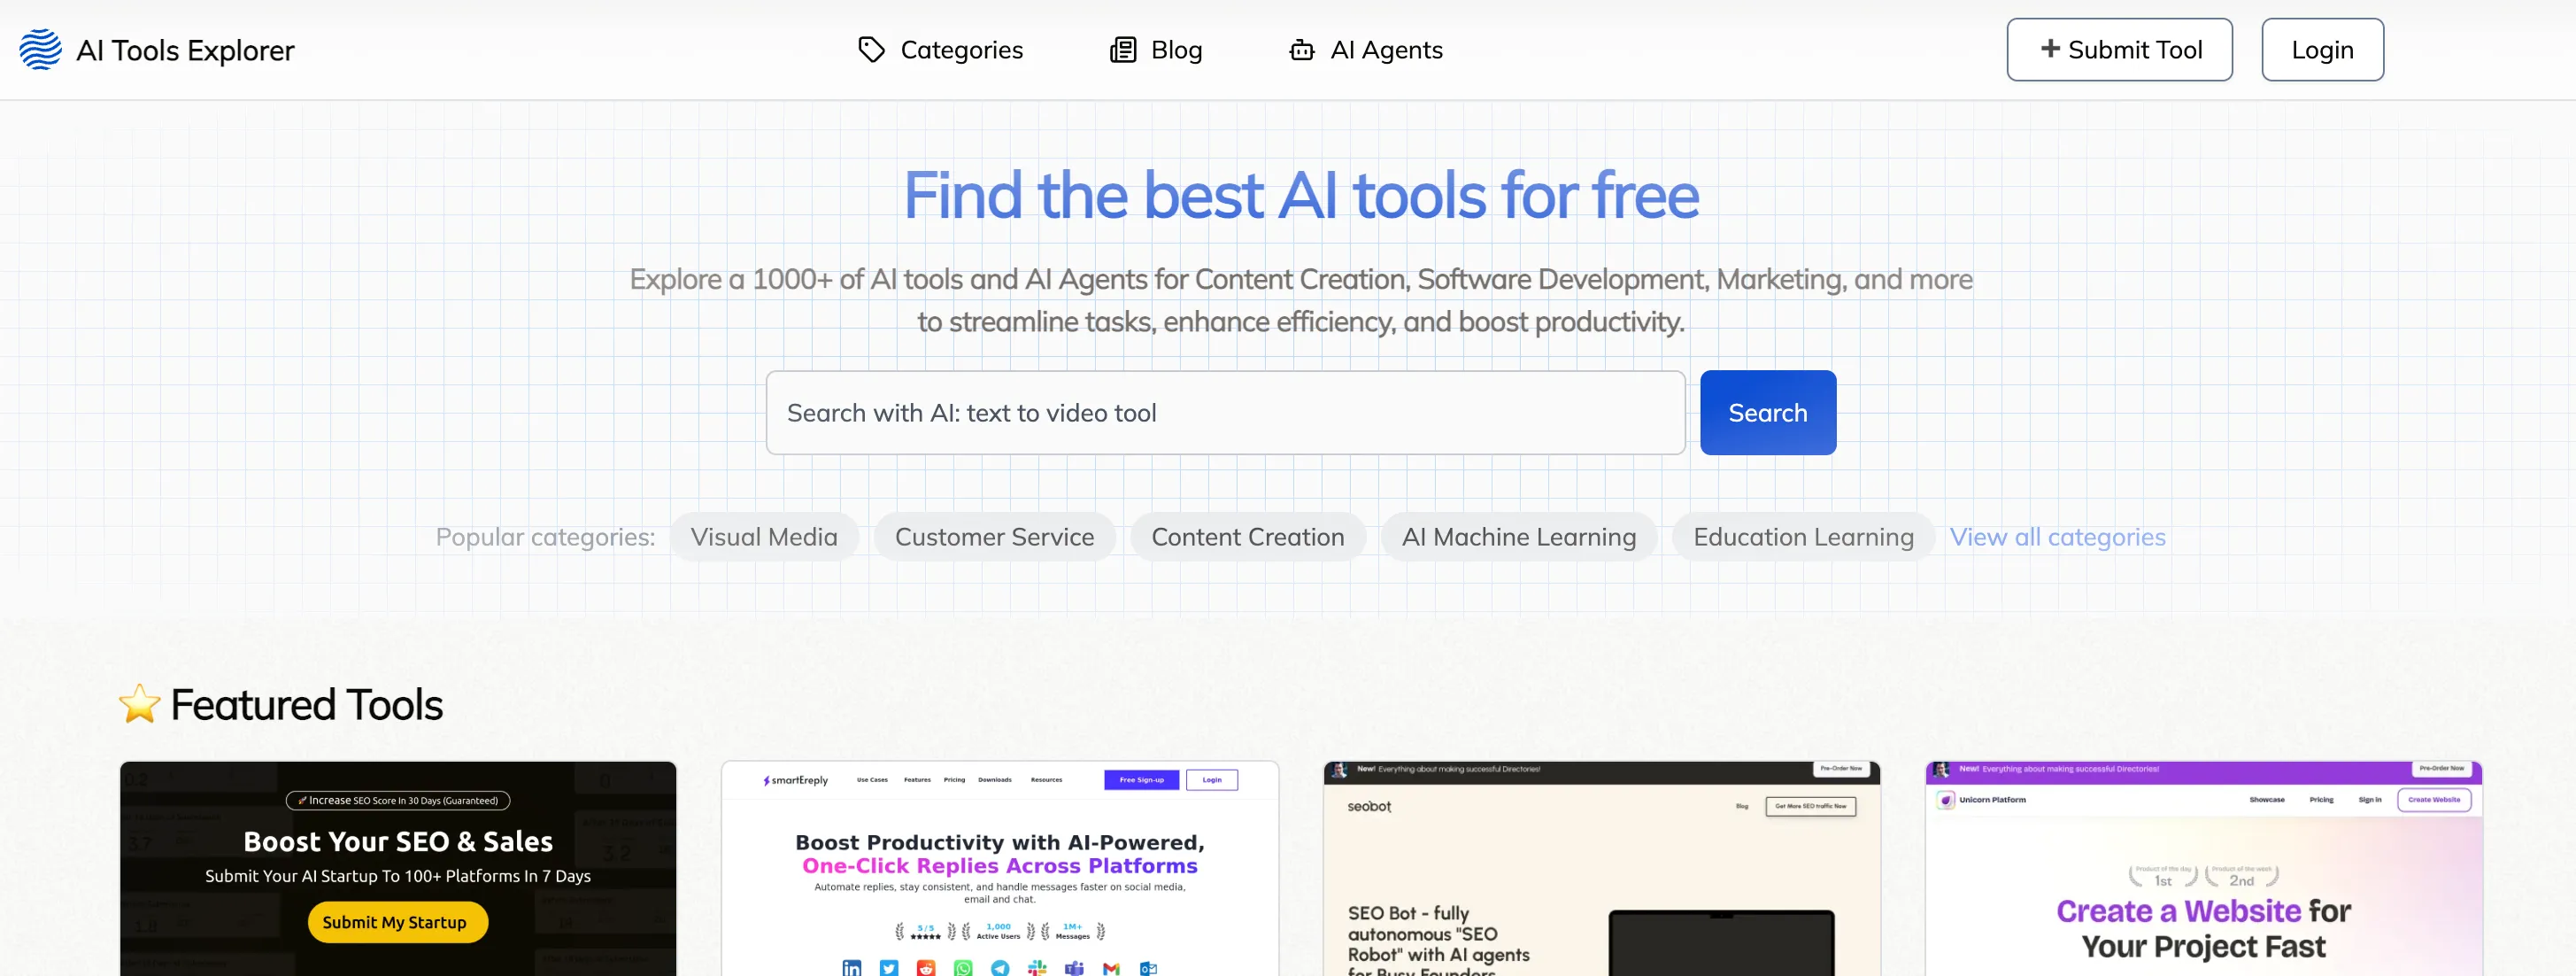 AI Tools Explorer
Categories
Blog
AI Agents
+ Submit Tool
Login
Find the best AI tools for free
Explore a 1000+ of AI tools and AI Agents for Content Creation, Software Development, Marketing, and more
to streamline tasks, enhance efficiency, and boost productivity.
Search with AI: text to video tool
Search
Popular categories:
Visual Media
Customer Service
Content Creation
AI Machine Learning
Education Learning
View all categories
Featured Tools
Increase SEO Score In 30 Days (Guaranteed)
Boost Your SEO & Sales
Submit Your AI Startup To 100+ Platforms In 7 Days
Submit My Startup
smartEreply
Use Cases
Features
Pricing
Downloads
Resources
Free Sign-up
Login
Boost Productivity with AI-Powered,
One-Click Replies Across Platforms
Automate replies, stay consistent, and handle messages faster on social media,
email and chat.
5/5
1,000
Active Users
1M+
Messages
New! Everything about making successful Directories!
Pre-Order Now
seobot
Blog
Get More SEO traffic Now
SEO Bot - fully
autonomous "SEO
Robot" with AI agents
for Busy Founders
New! Everything about making successful Directories!
Pre-Order Now
Unicorn Platform
Showcase
Pricing
Sign in
Create Website
Product of the day
1st
Product of the week
2nd
Create a Website for
Your Project Fast